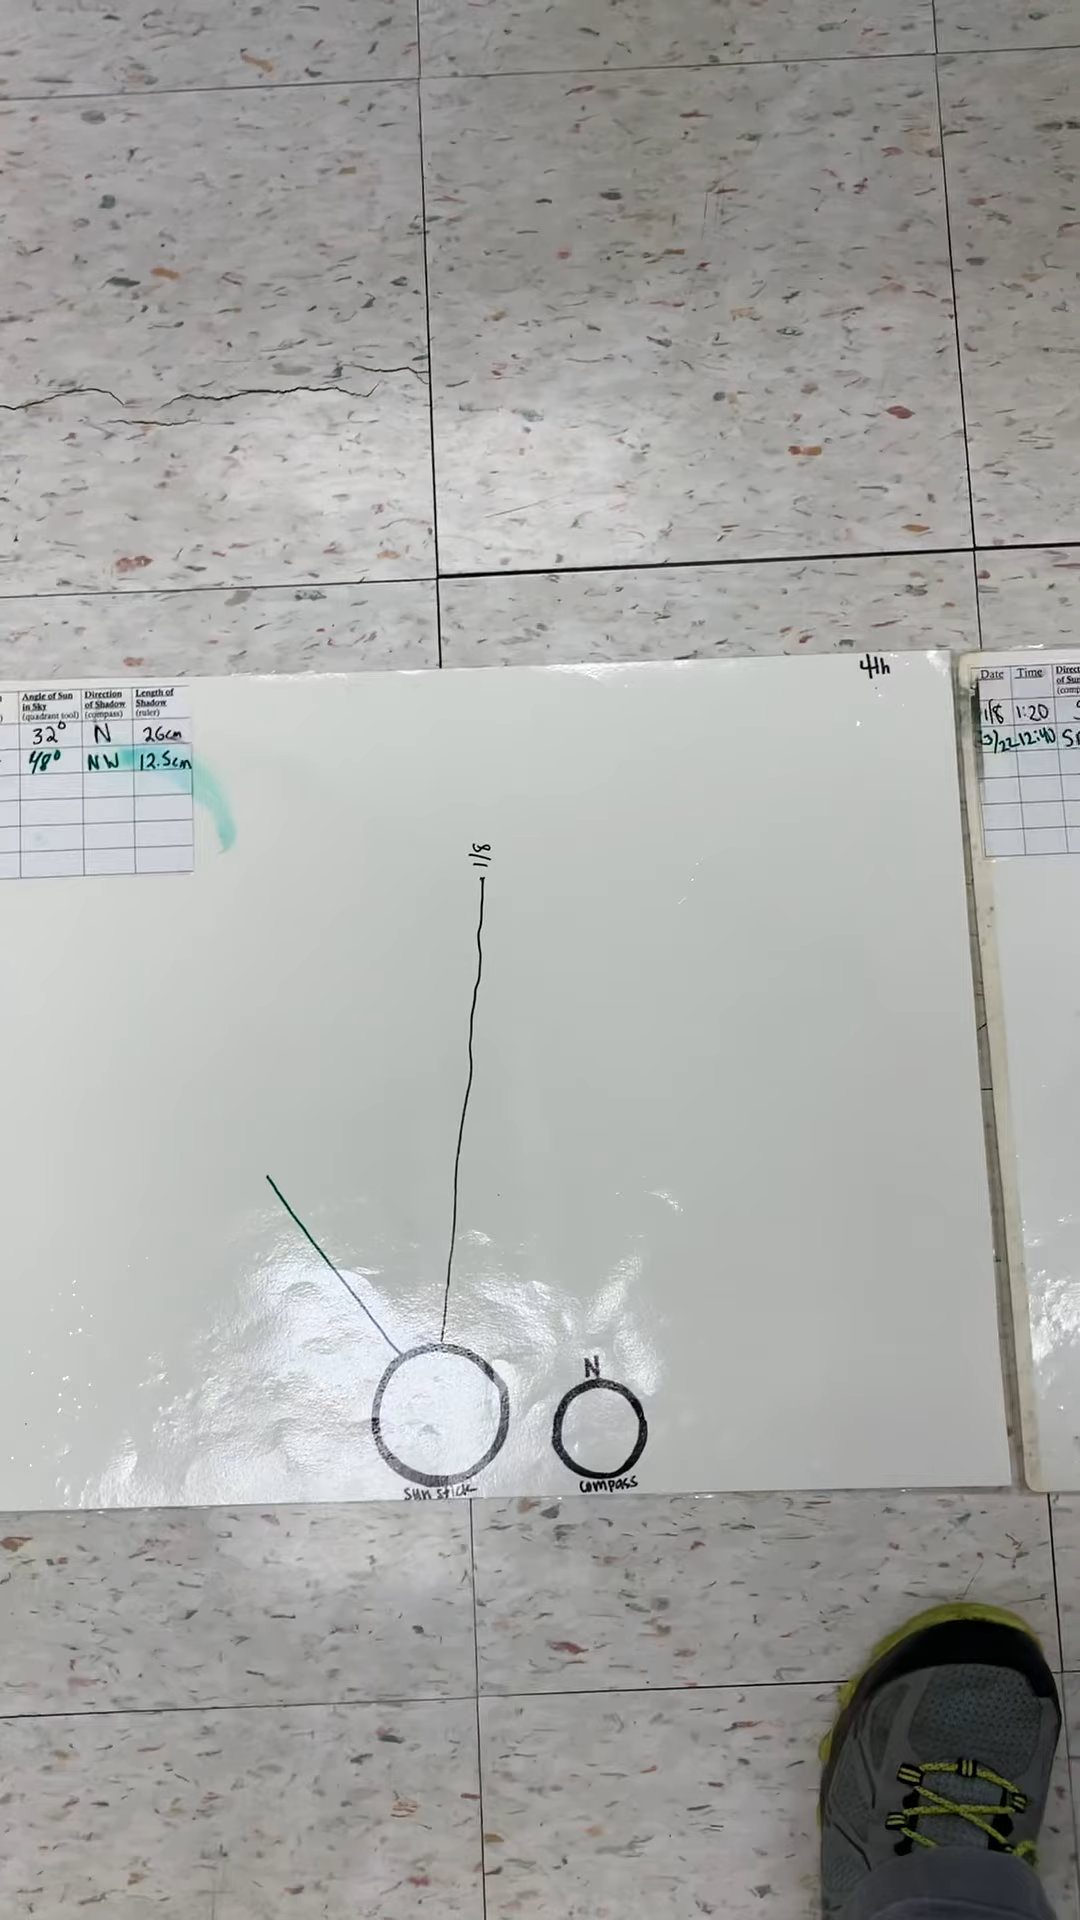 4th
Angle of Sun
in Sky
(quadrant tool)
Direction
of Shadow
(compass)
Length of
Shadow
(ruler)
32° N 26cm
48° NW 12.5cm
1/8
N
sun stick
compass
Date Time
1/8 1:20
3/22 12:40